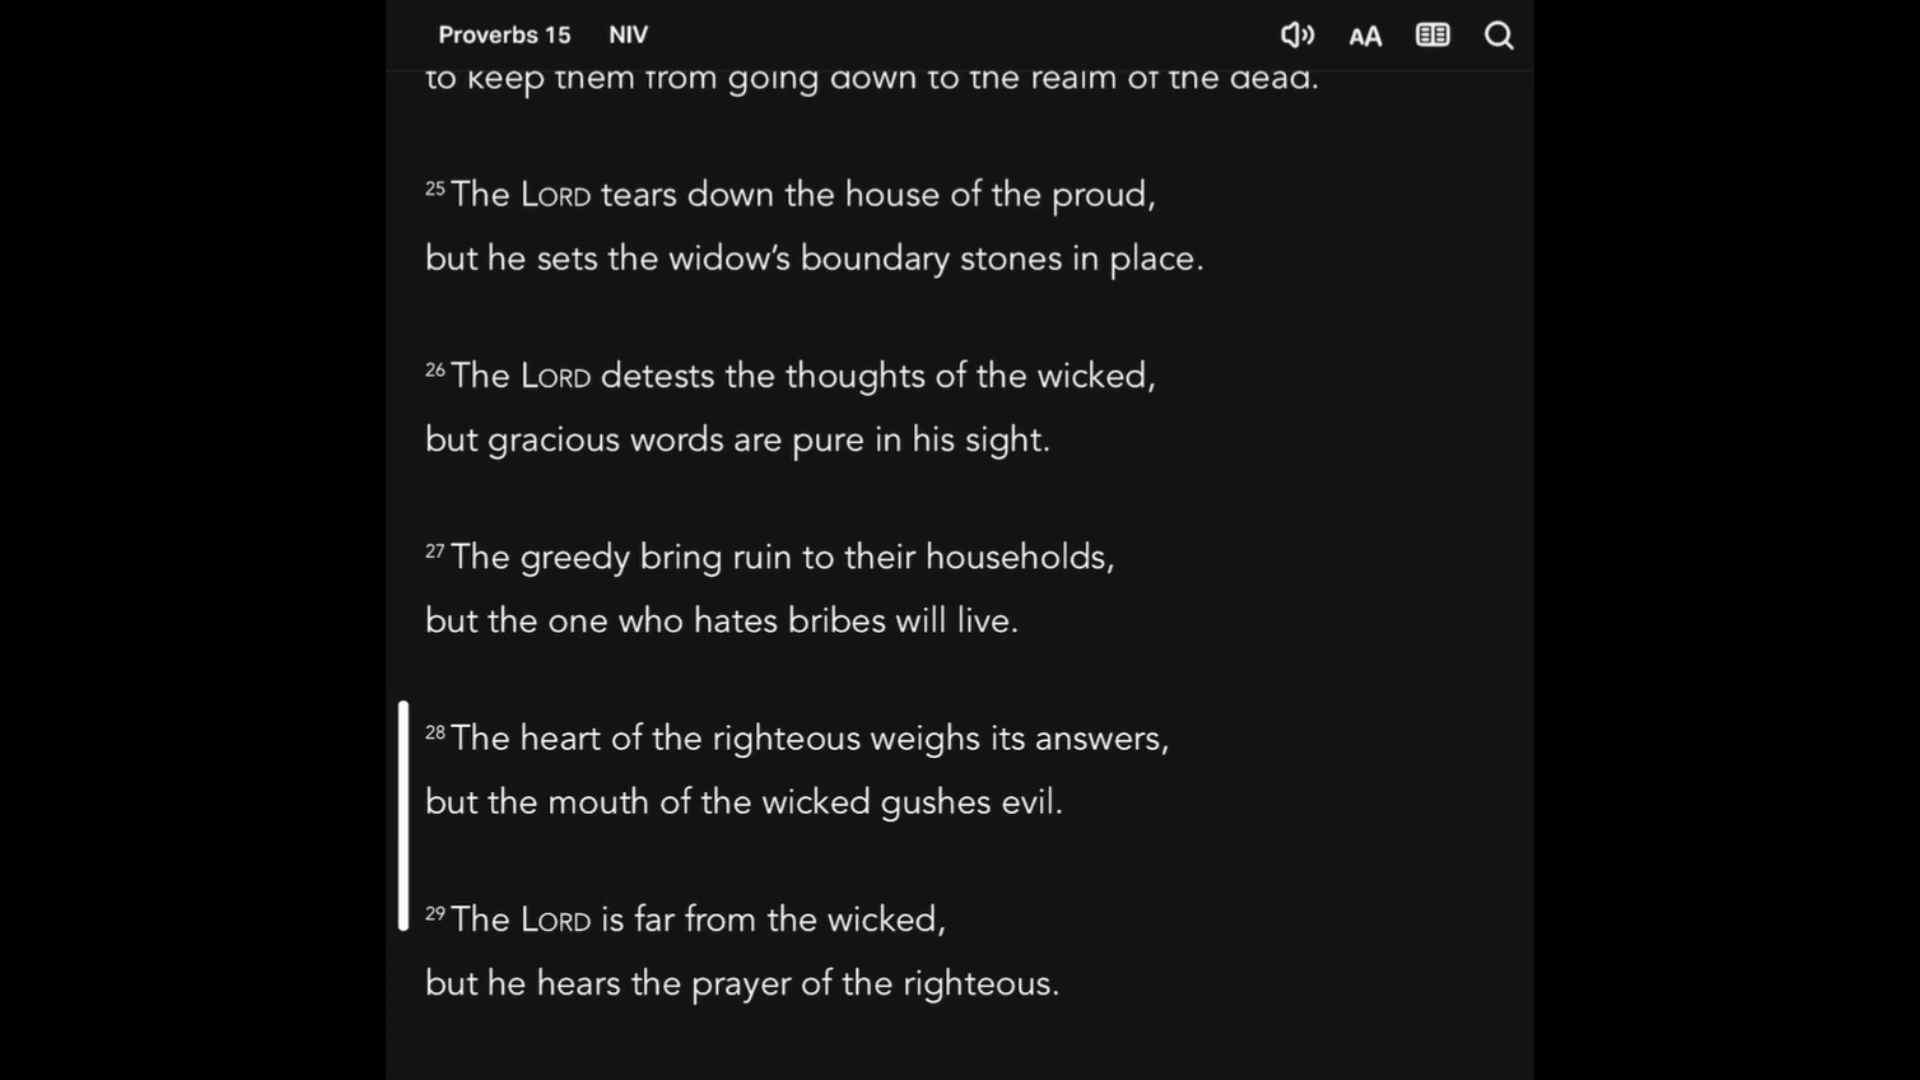 Proverbs 15 NIV AA
to keep them from going down to the realm of the dead.
25 The LORD tears down the house of the proud,
but he sets the widow’s boundary stones in place.
26 The LORD detests the thoughts of the wicked,
but gracious words are pure in his sight.
27 The greedy bring ruin to their households,
but the one who hates bribes will live.
28 The heart of the righteous weighs its answers,
but the mouth of the wicked gushes evil.
29 The LORD is far from the wicked,
but he hears the prayer of the righteous.